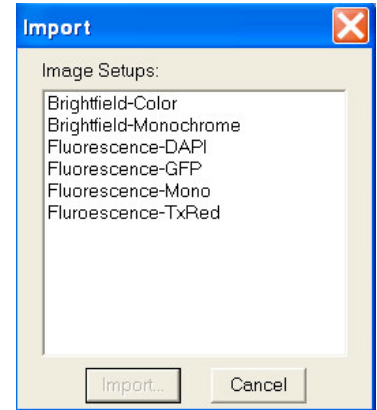 Import
Image Setups:
Brightfield-Color
Brightfield-Monochrome
Fluorescence-DAPI
Fluorescence-GFP
Fluorescence-Mono
Fluroescence-TxRed
Import...
Cancel